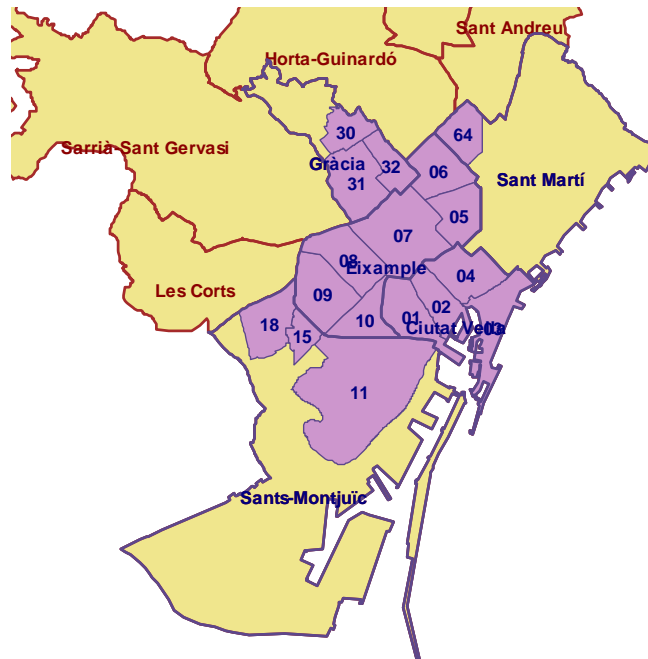 Sant Andreu
Horta-Guinardó
30
64
Sarrià-Sant Gervasi
Gràcia
32
06
31
Sant Martí
05
07
08
Eixample
04
Les Corts
09
02
18
10
01
15
Ciutat Vella
03
11
Sants-Montjuïc